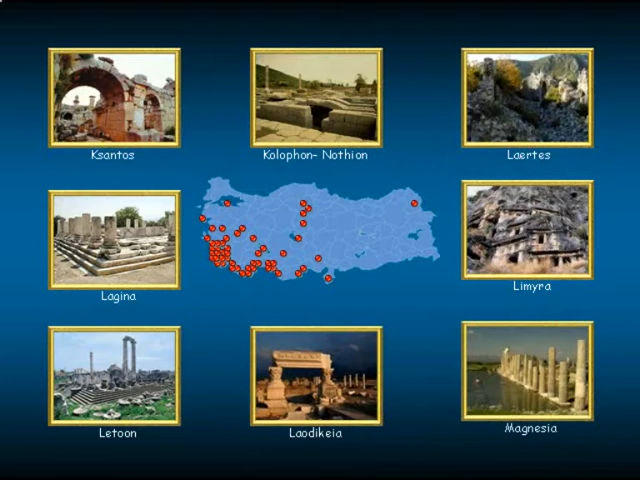 Ksantos
Kolophon- Nothion
Laertes
Lagina
Limyra
Letoon
Laodikeia
Magnesia